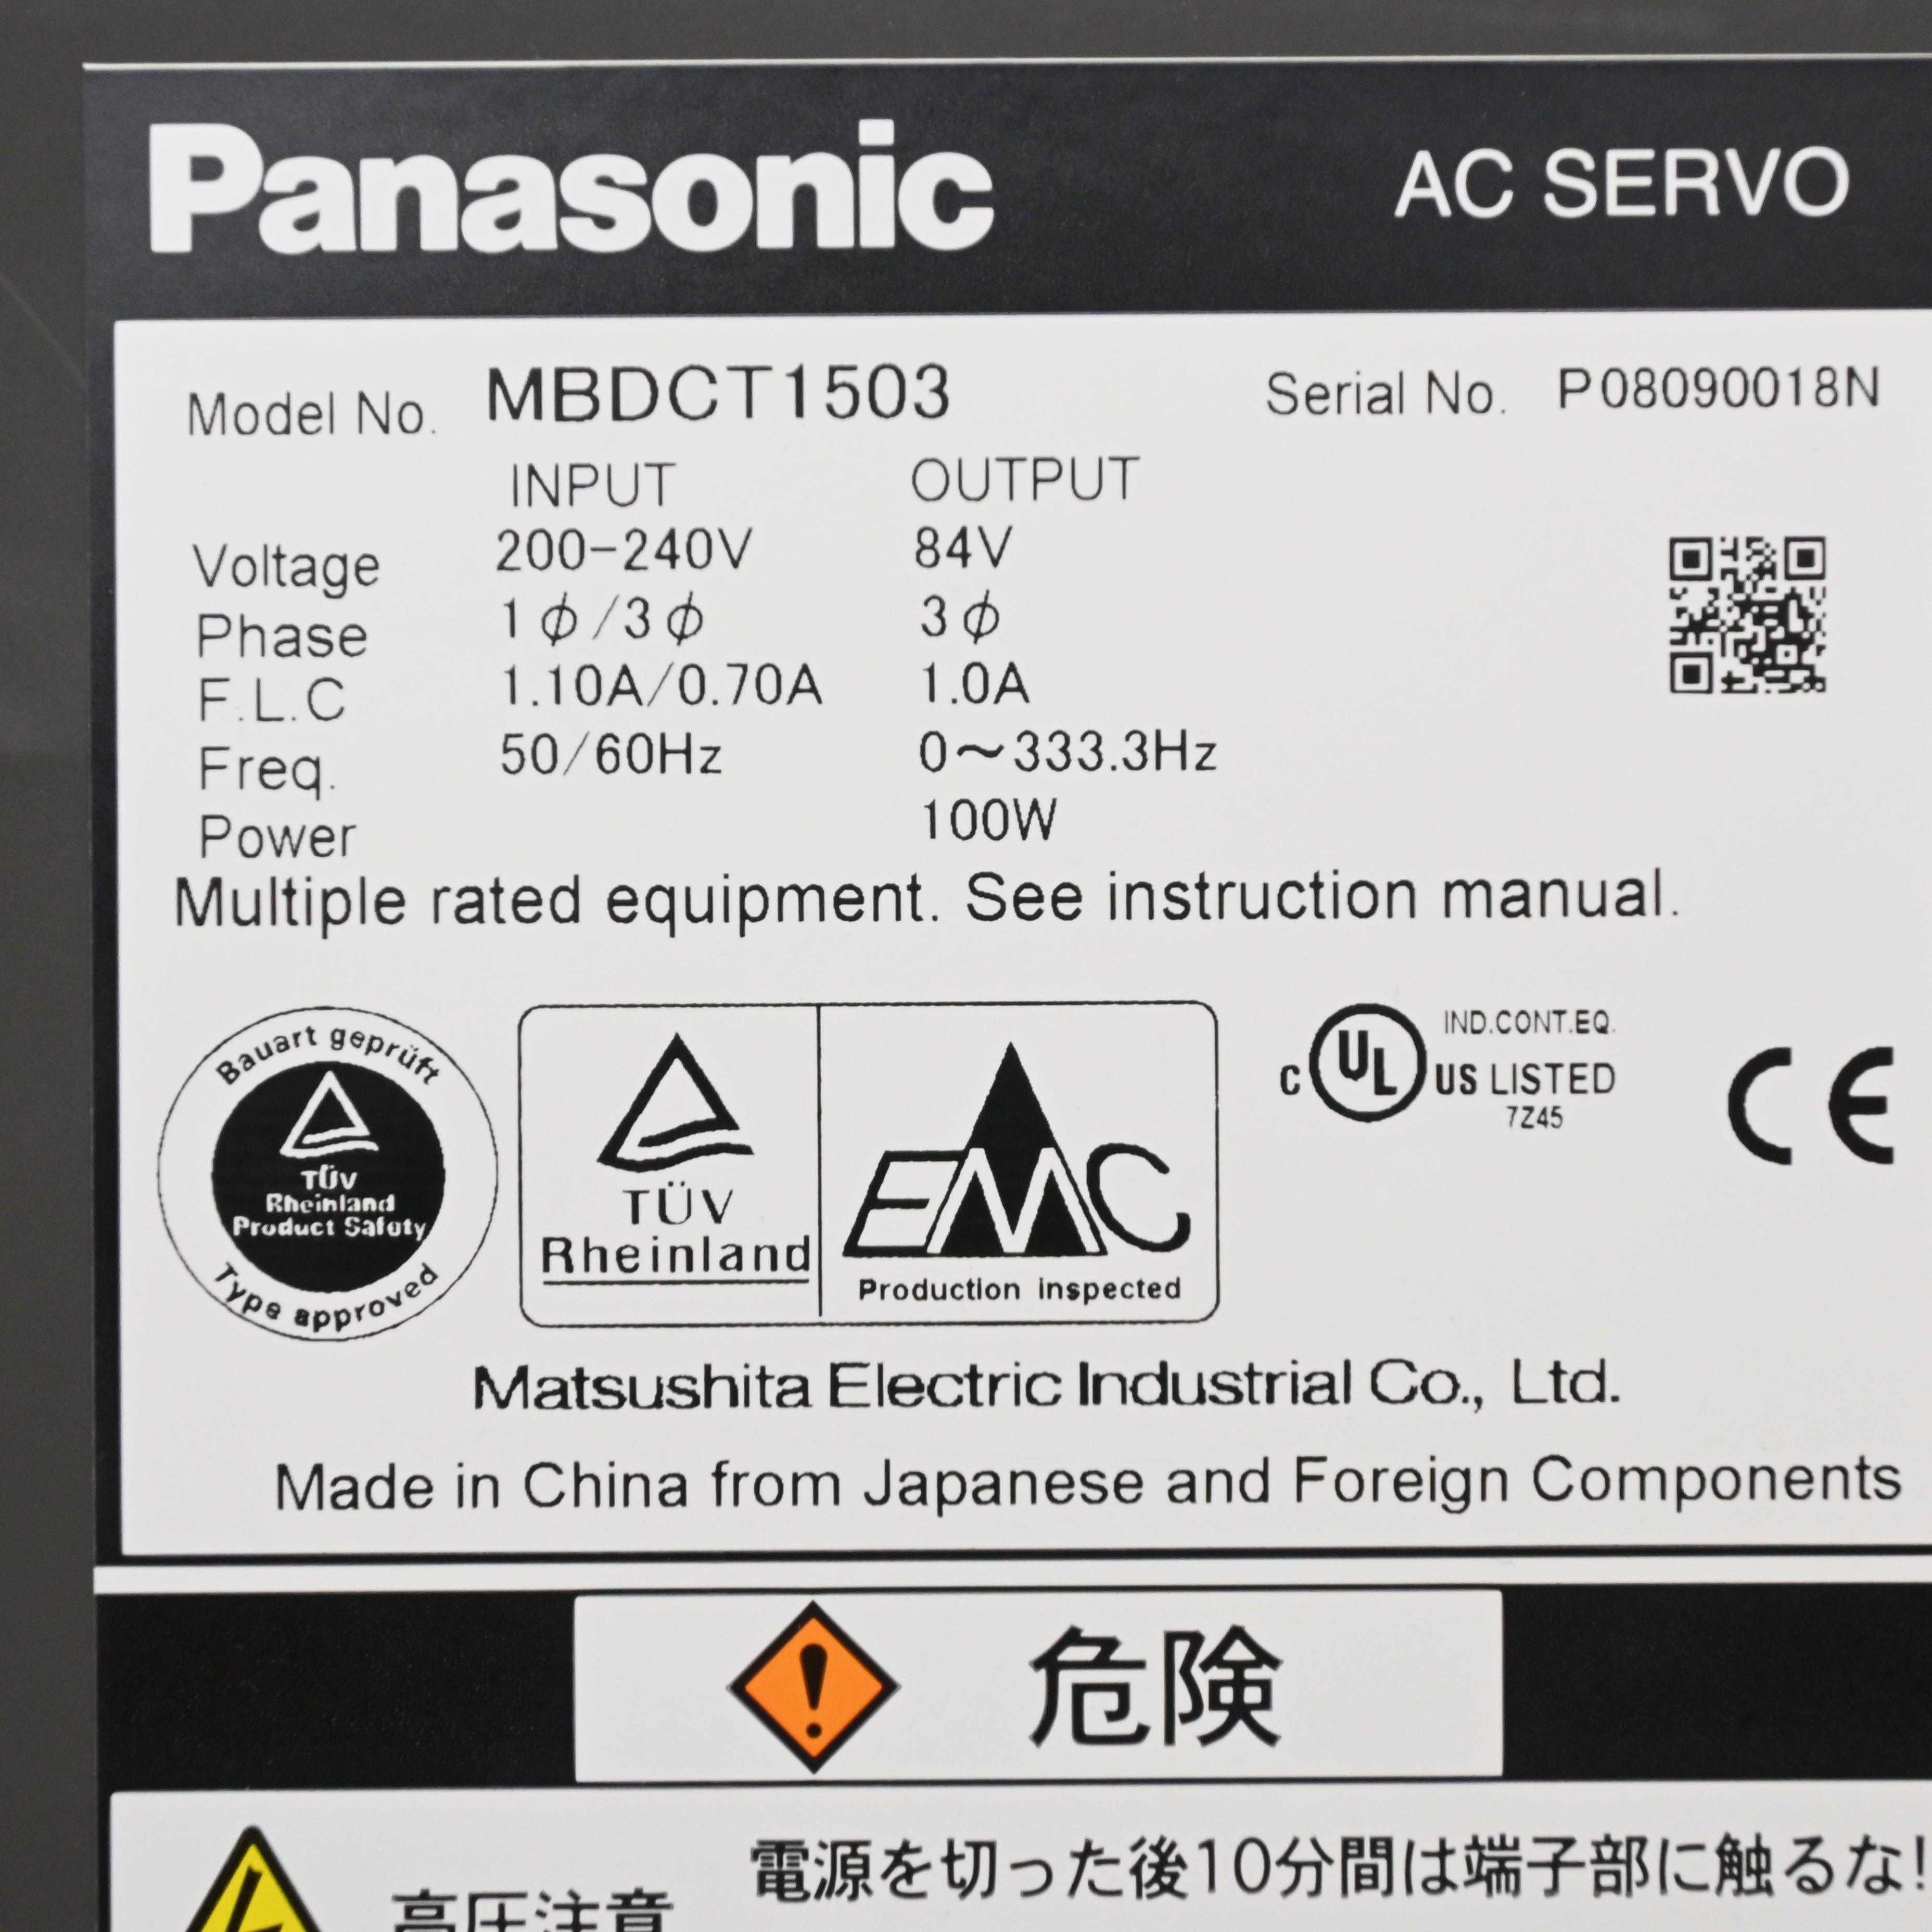 Panasonic AC SERVO
Model No. MBDCT1503 Serial No. P08090018N
INPUT OUTPUT
Voltage 200-240V 84V
Phase 1ϕ/3ϕ 3ϕ
F.L.C 1.10A/0.70A 1.0A
Freq. 50/60Hz 0～333.3Hz
Power 100W
Multiple rated equipment. See instruction manual.
Bauart geprüft
TÜV
Rheinland
Product Safety
Type approved
TÜV
Rheinland
EMC
Production inspected
IND.CONT.EQ.
C UL US LISTED
7Z45
CE
Matsushita Electric Industrial Co., Ltd.
Made in China from Japanese and Foreign Components
危険
電源を切った後10分間は端子部に触るな!
高圧注意